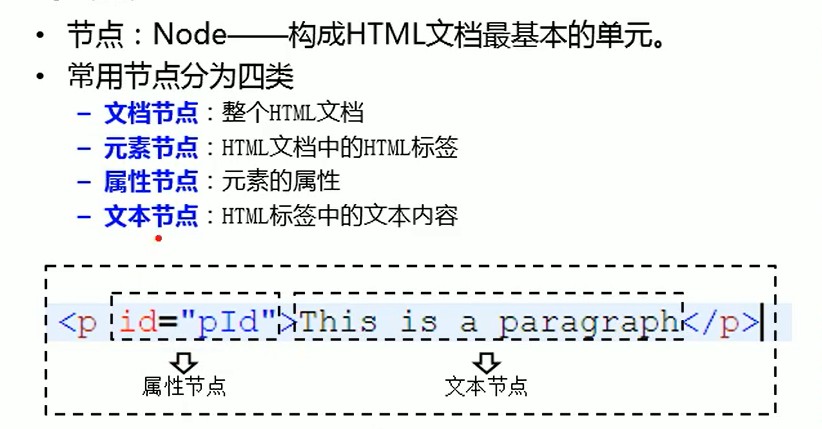 • 节点：Node——构成HTML文档最基本的单元。
• 常用节点分为四类
– 文档节点：整个HTML文档
– 元素节点：HTML文档中的HTML标签
– 属性节点：元素的属性
– 文本节点：HTML标签中的文本内容
<p id="pId">This is a paragraph</p>
属性节点 文本节点